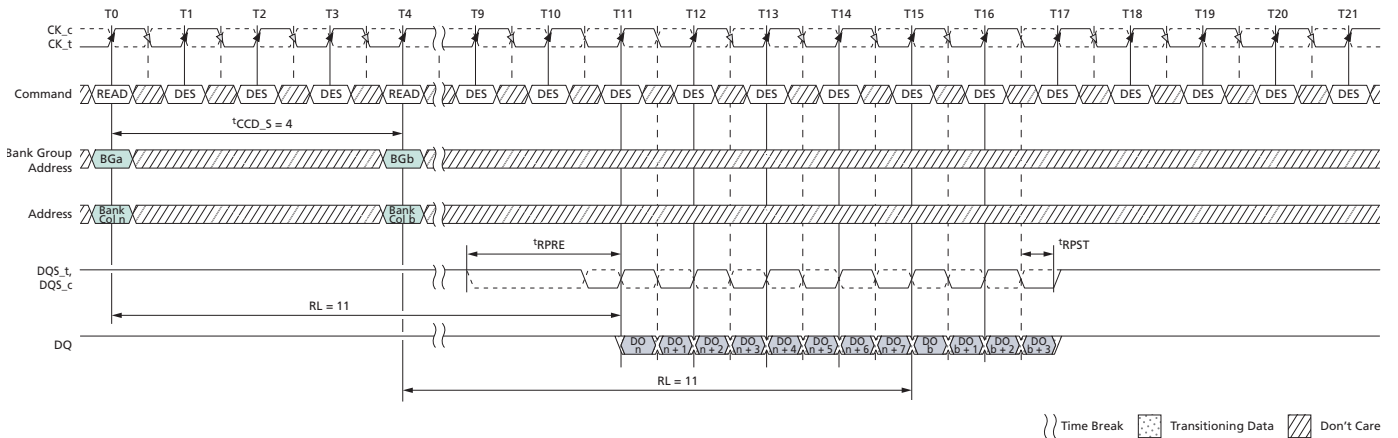 T0 T1 T2 T3 T4 T9 T10 T11 T12 T13 T14 T15 T16 T17 T18 T19 T20 T21
CK_c
CK_t
Command READ DES DES DES READ DES DES DES DES DES DES DES DES DES DES DES DES DES
tCCD_S = 4
Bank Group
Address
BGa BGb
Address
Bank
Col n
Bank
Col b
tRPRE tRPST
DQS_t,
DQS_c
RL = 11
DQ
DO
n
DO
n + 1
DO
n + 2
DO
n + 3
DO
n + 4
DO
n + 5
DO
n + 6
DO
n + 7
DO
b
DO
b + 1
DO
b + 2
DO
b + 3
RL = 11
Time Break Transitioning Data Don't Care